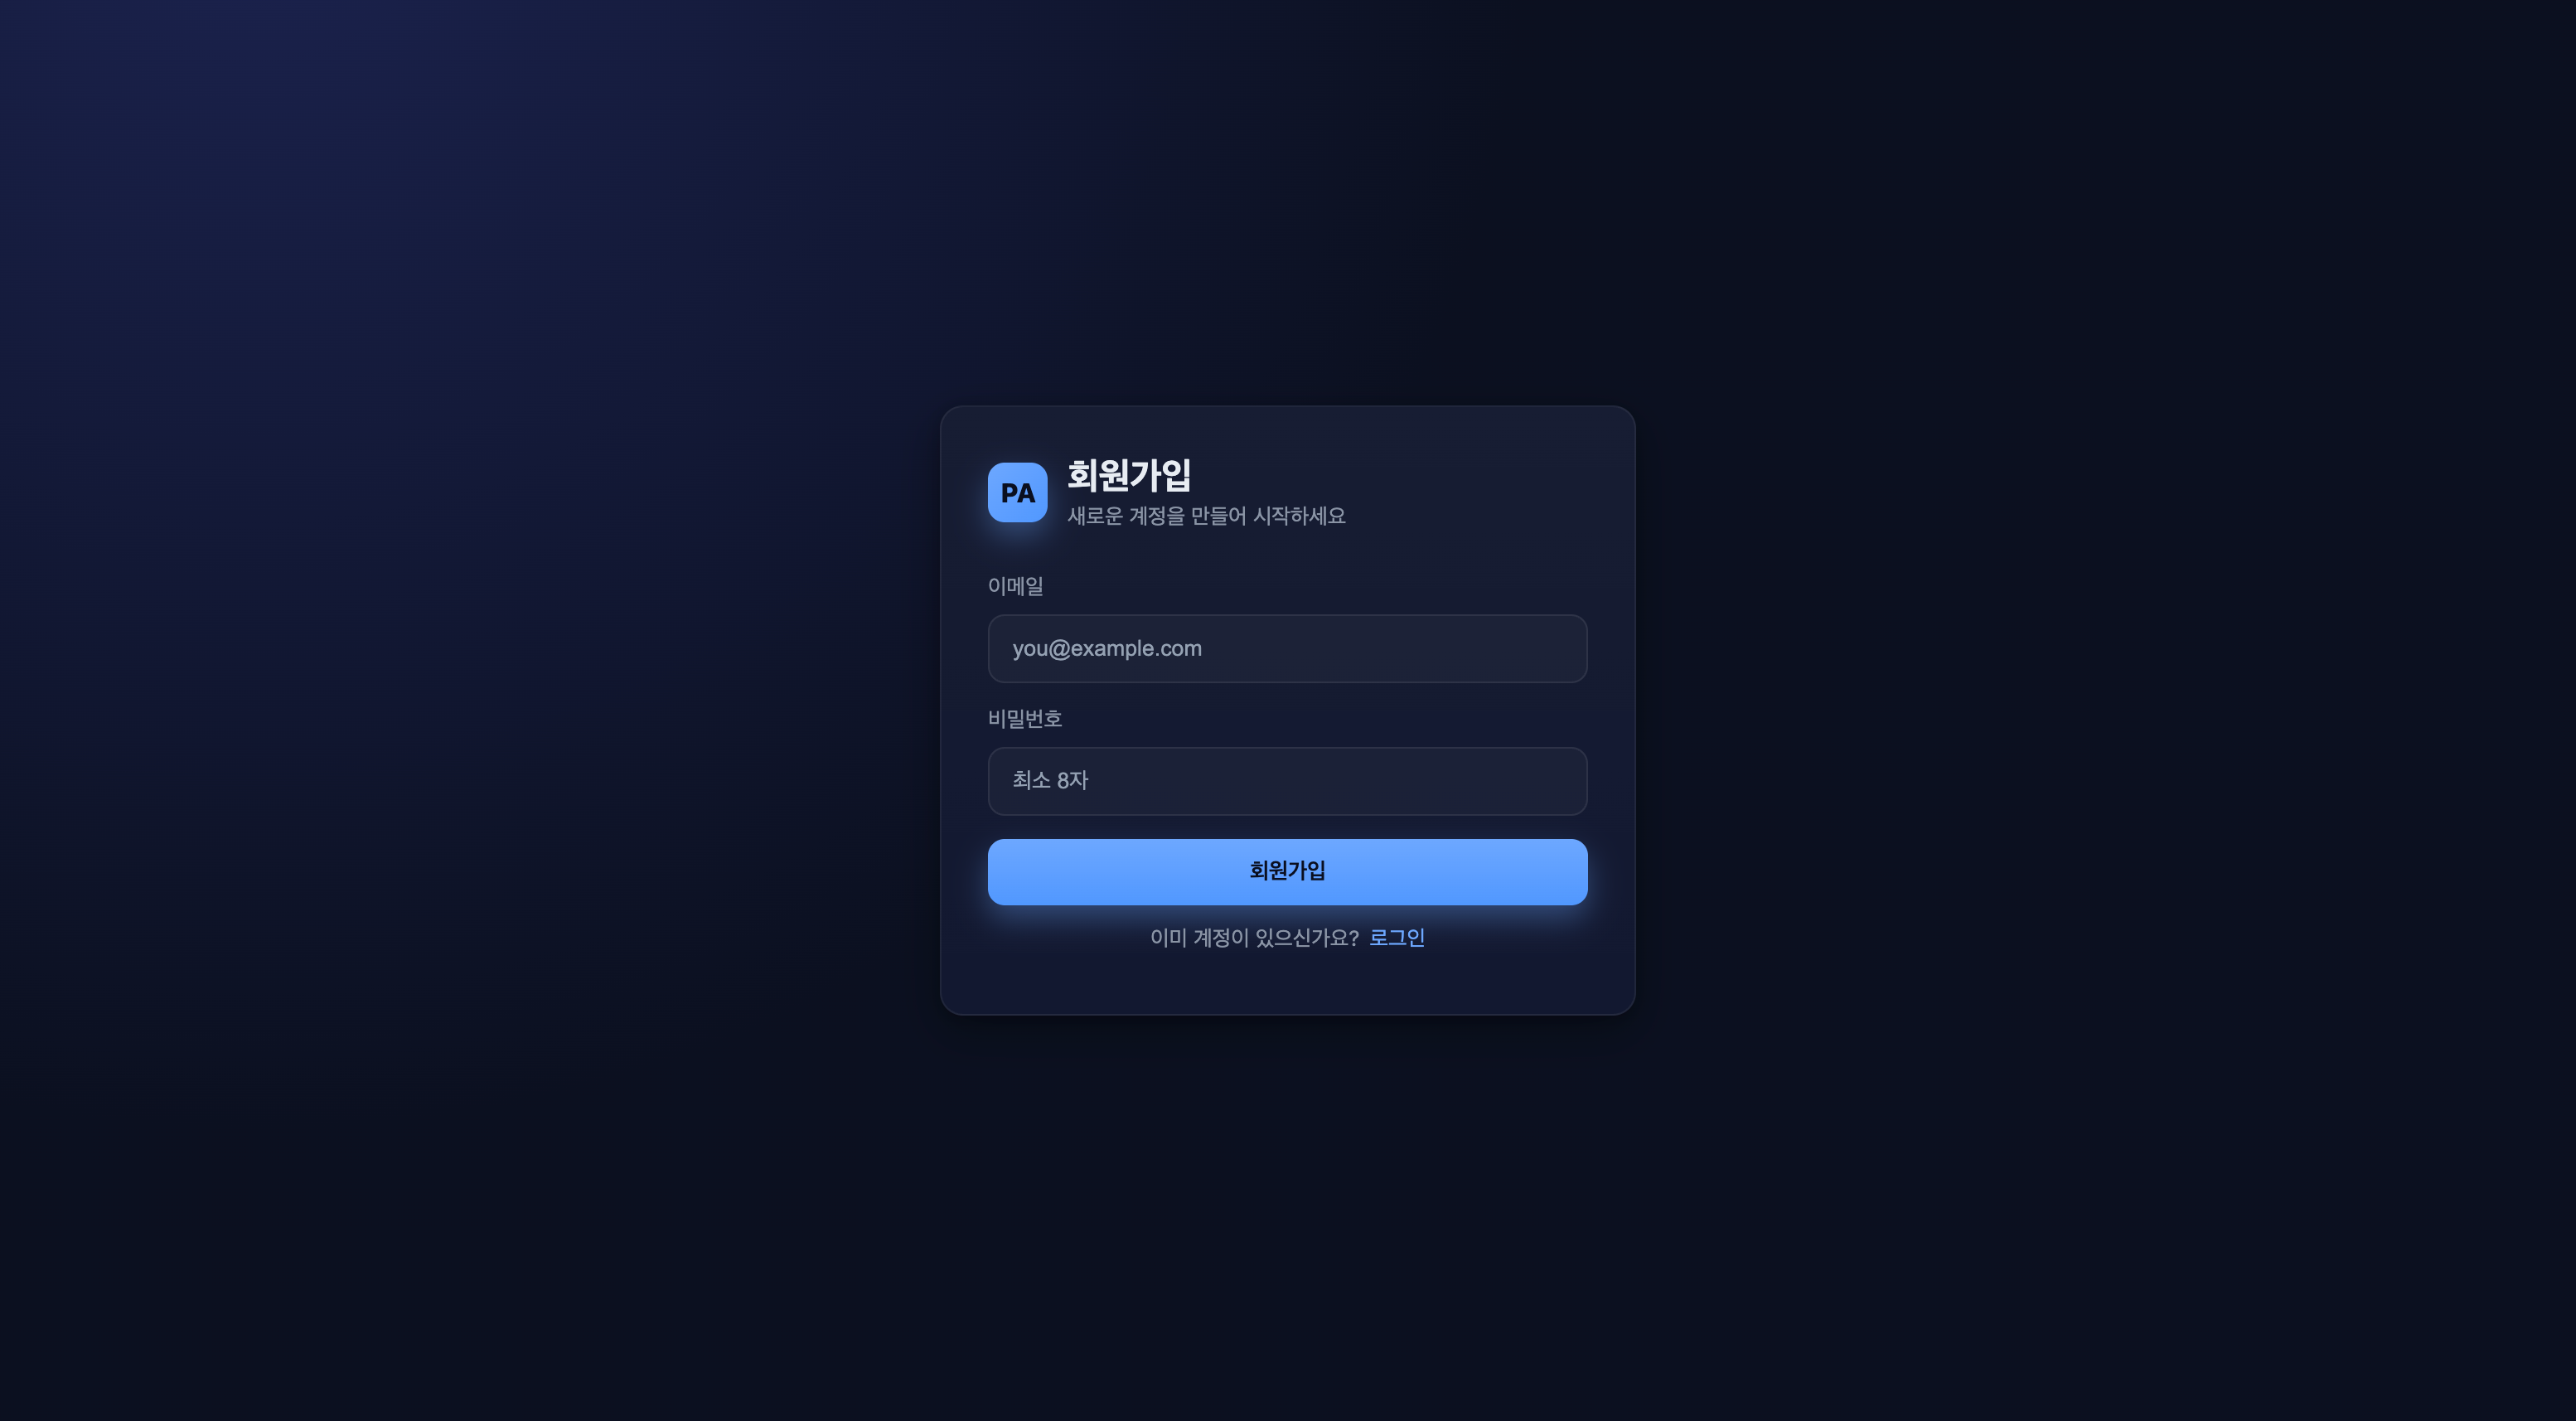 PA
회원가입
새로운 계정을 만들어 시작하세요
이메일
you@example.com
비밀번호
최소 8자
회원가입
이미 계정이 있으신가요? 로그인